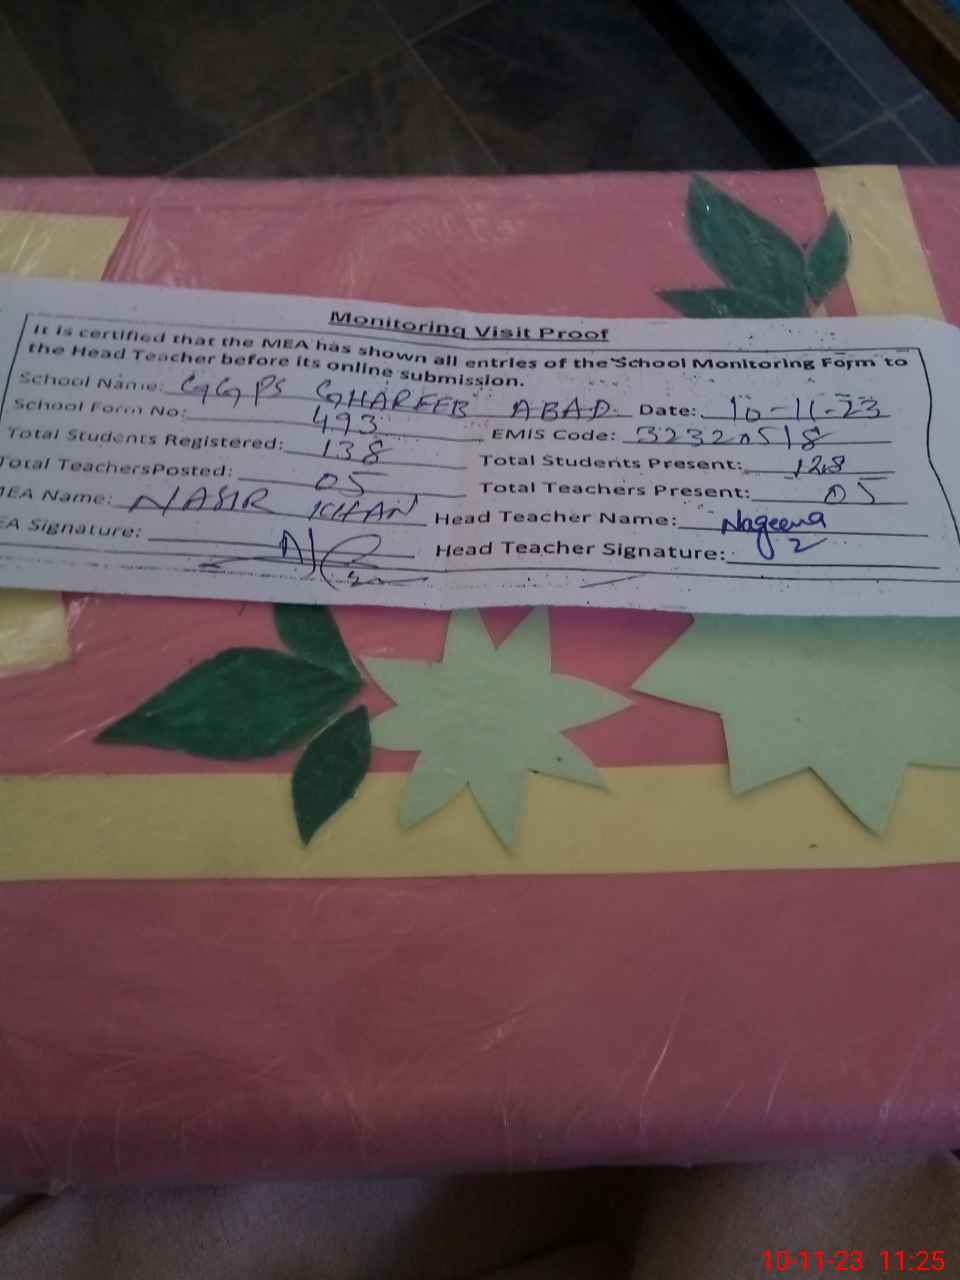 Monitoring Visit Proof
It is certified that the MEA has shown all entries of the School Monitoring Form to
the Head Teacher before its online submission.
School Name: GGPS GHAREEB ABAD Date: 10-11-23
School Form No: 493 EMIS Code: 32320518
Total Students Registered: 138 Total Students Present: 128
Total TeachersPosted: 05 Total Teachers Present: 05
MEA Name: NASIR KHAN Head Teacher Name: Nageena
EA Signature: Head Teacher Signature:
10-11-23 11:25